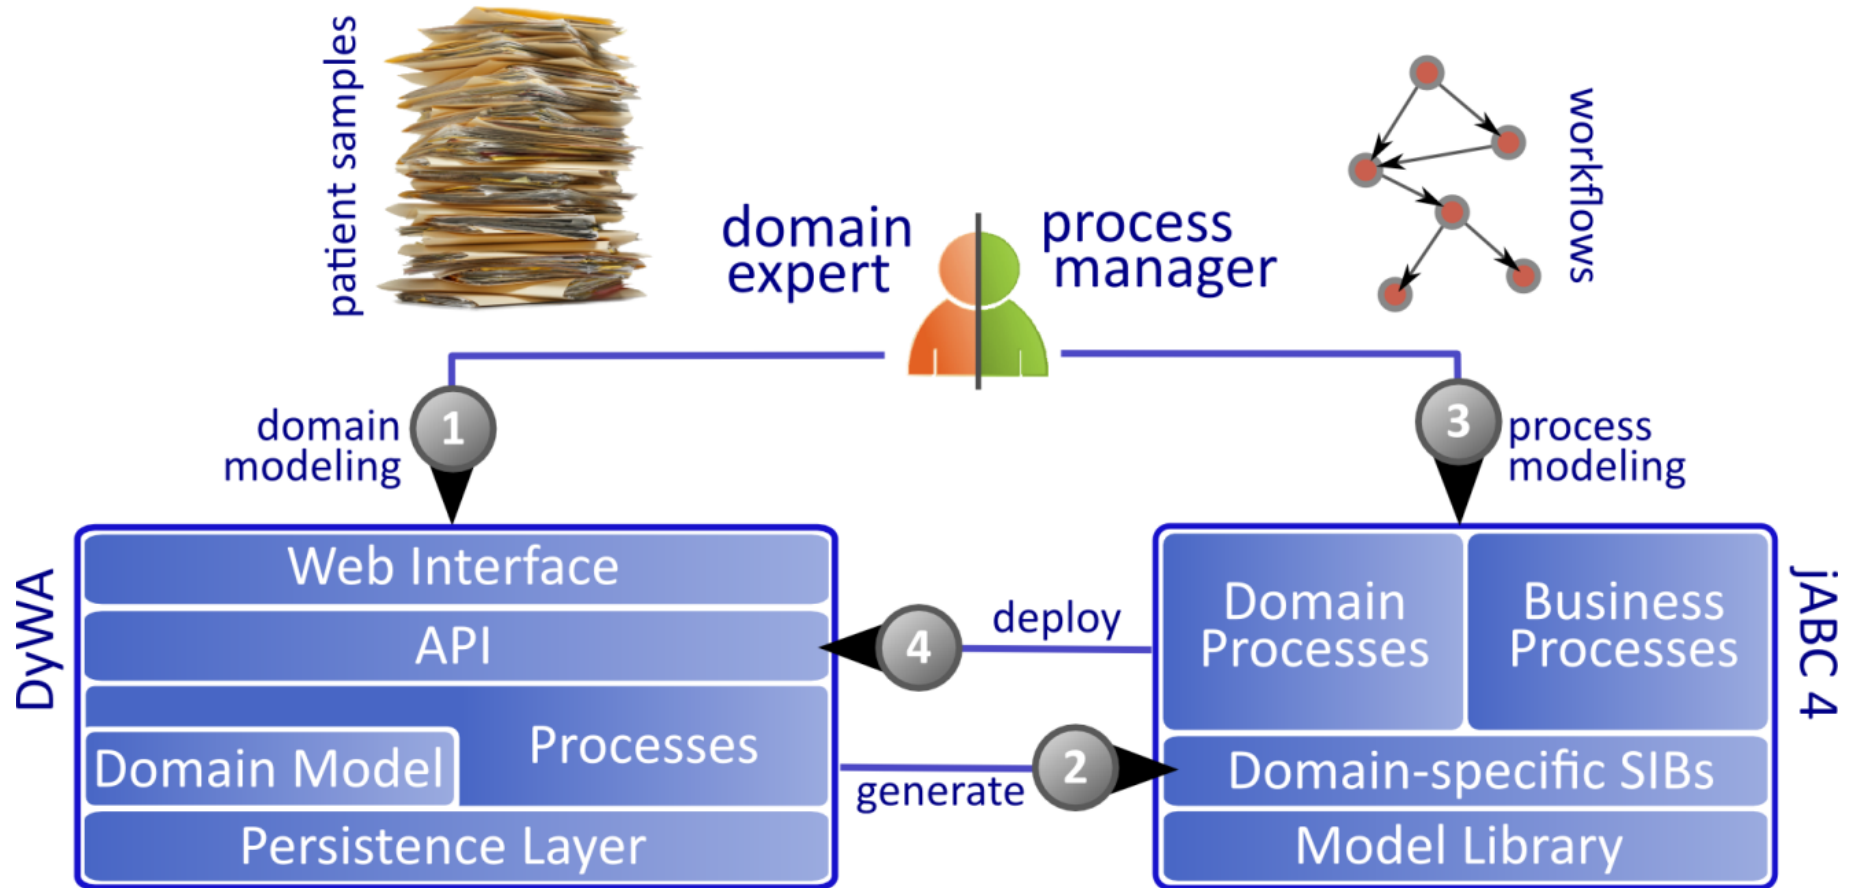 patient samples
domain
expert
process
manager
workflows
1
domain
modeling
3
process
modeling
DyWA
Web Interface
API
Processes
Domain Model
Persistence Layer
4
deploy
2
generate
Domain
Processes
Business
Processes
Domain-specific SIBs
Model Library
jABC 4